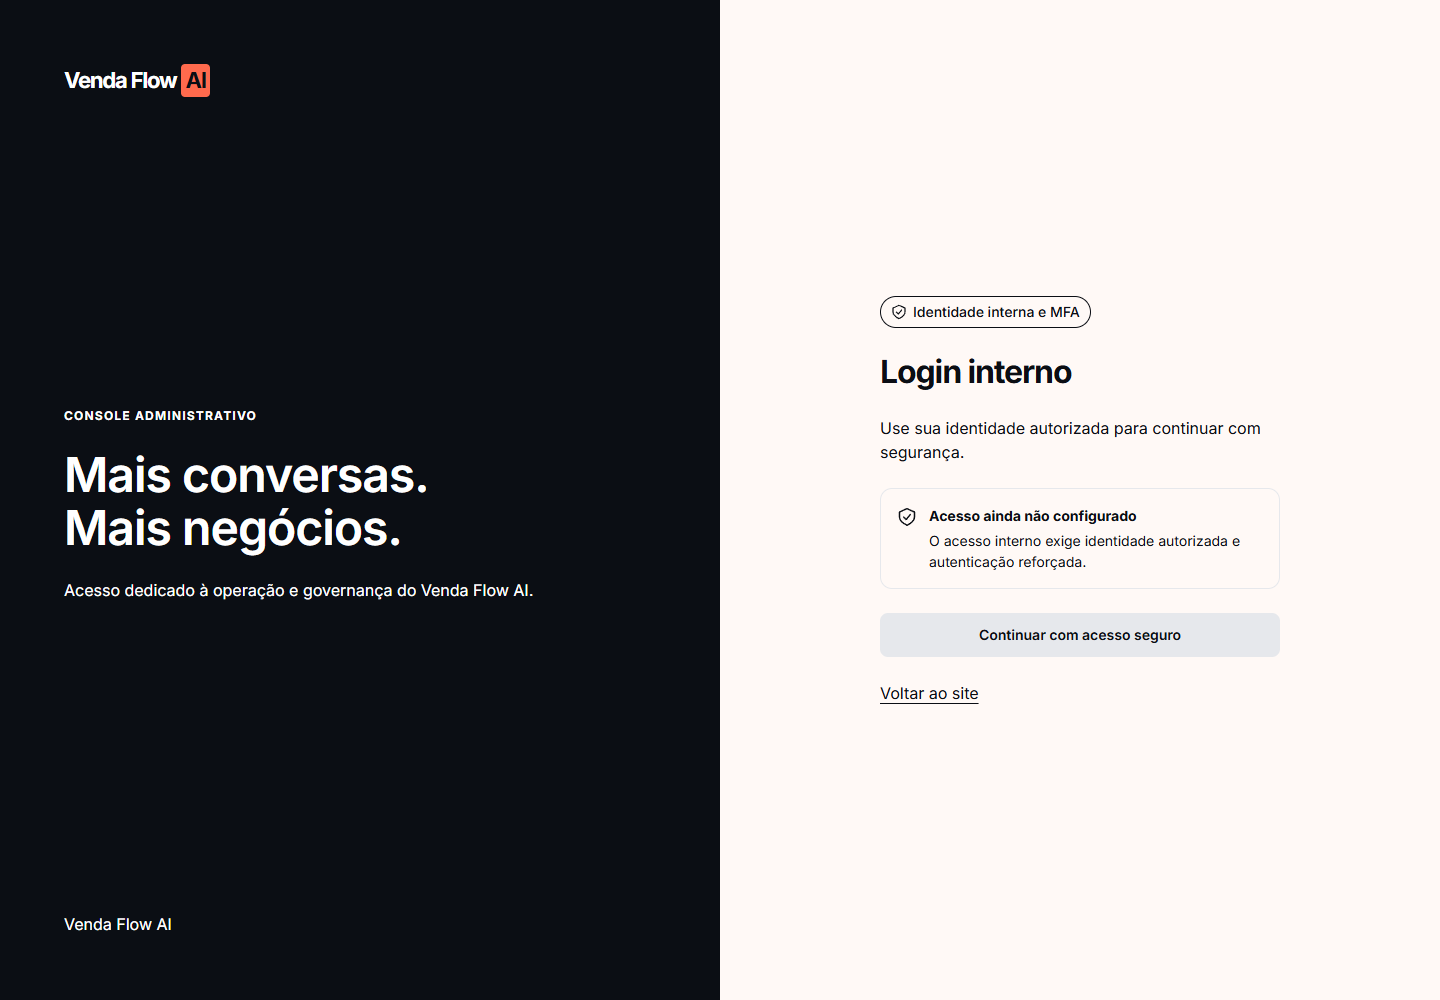 Venda Flow AI
CONSOLE ADMINISTRATIVO
Mais conversas.
Mais negócios.
Acesso dedicado à operação e governança do Venda Flow AI.
Venda Flow AI
Identidade interna e MFA
Login interno
Use sua identidade autorizada para continuar com
segurança.
Acesso ainda não configurado
O acesso interno exige identidade autorizada e
autenticação reforçada.
Continuar com acesso seguro
Voltar ao site